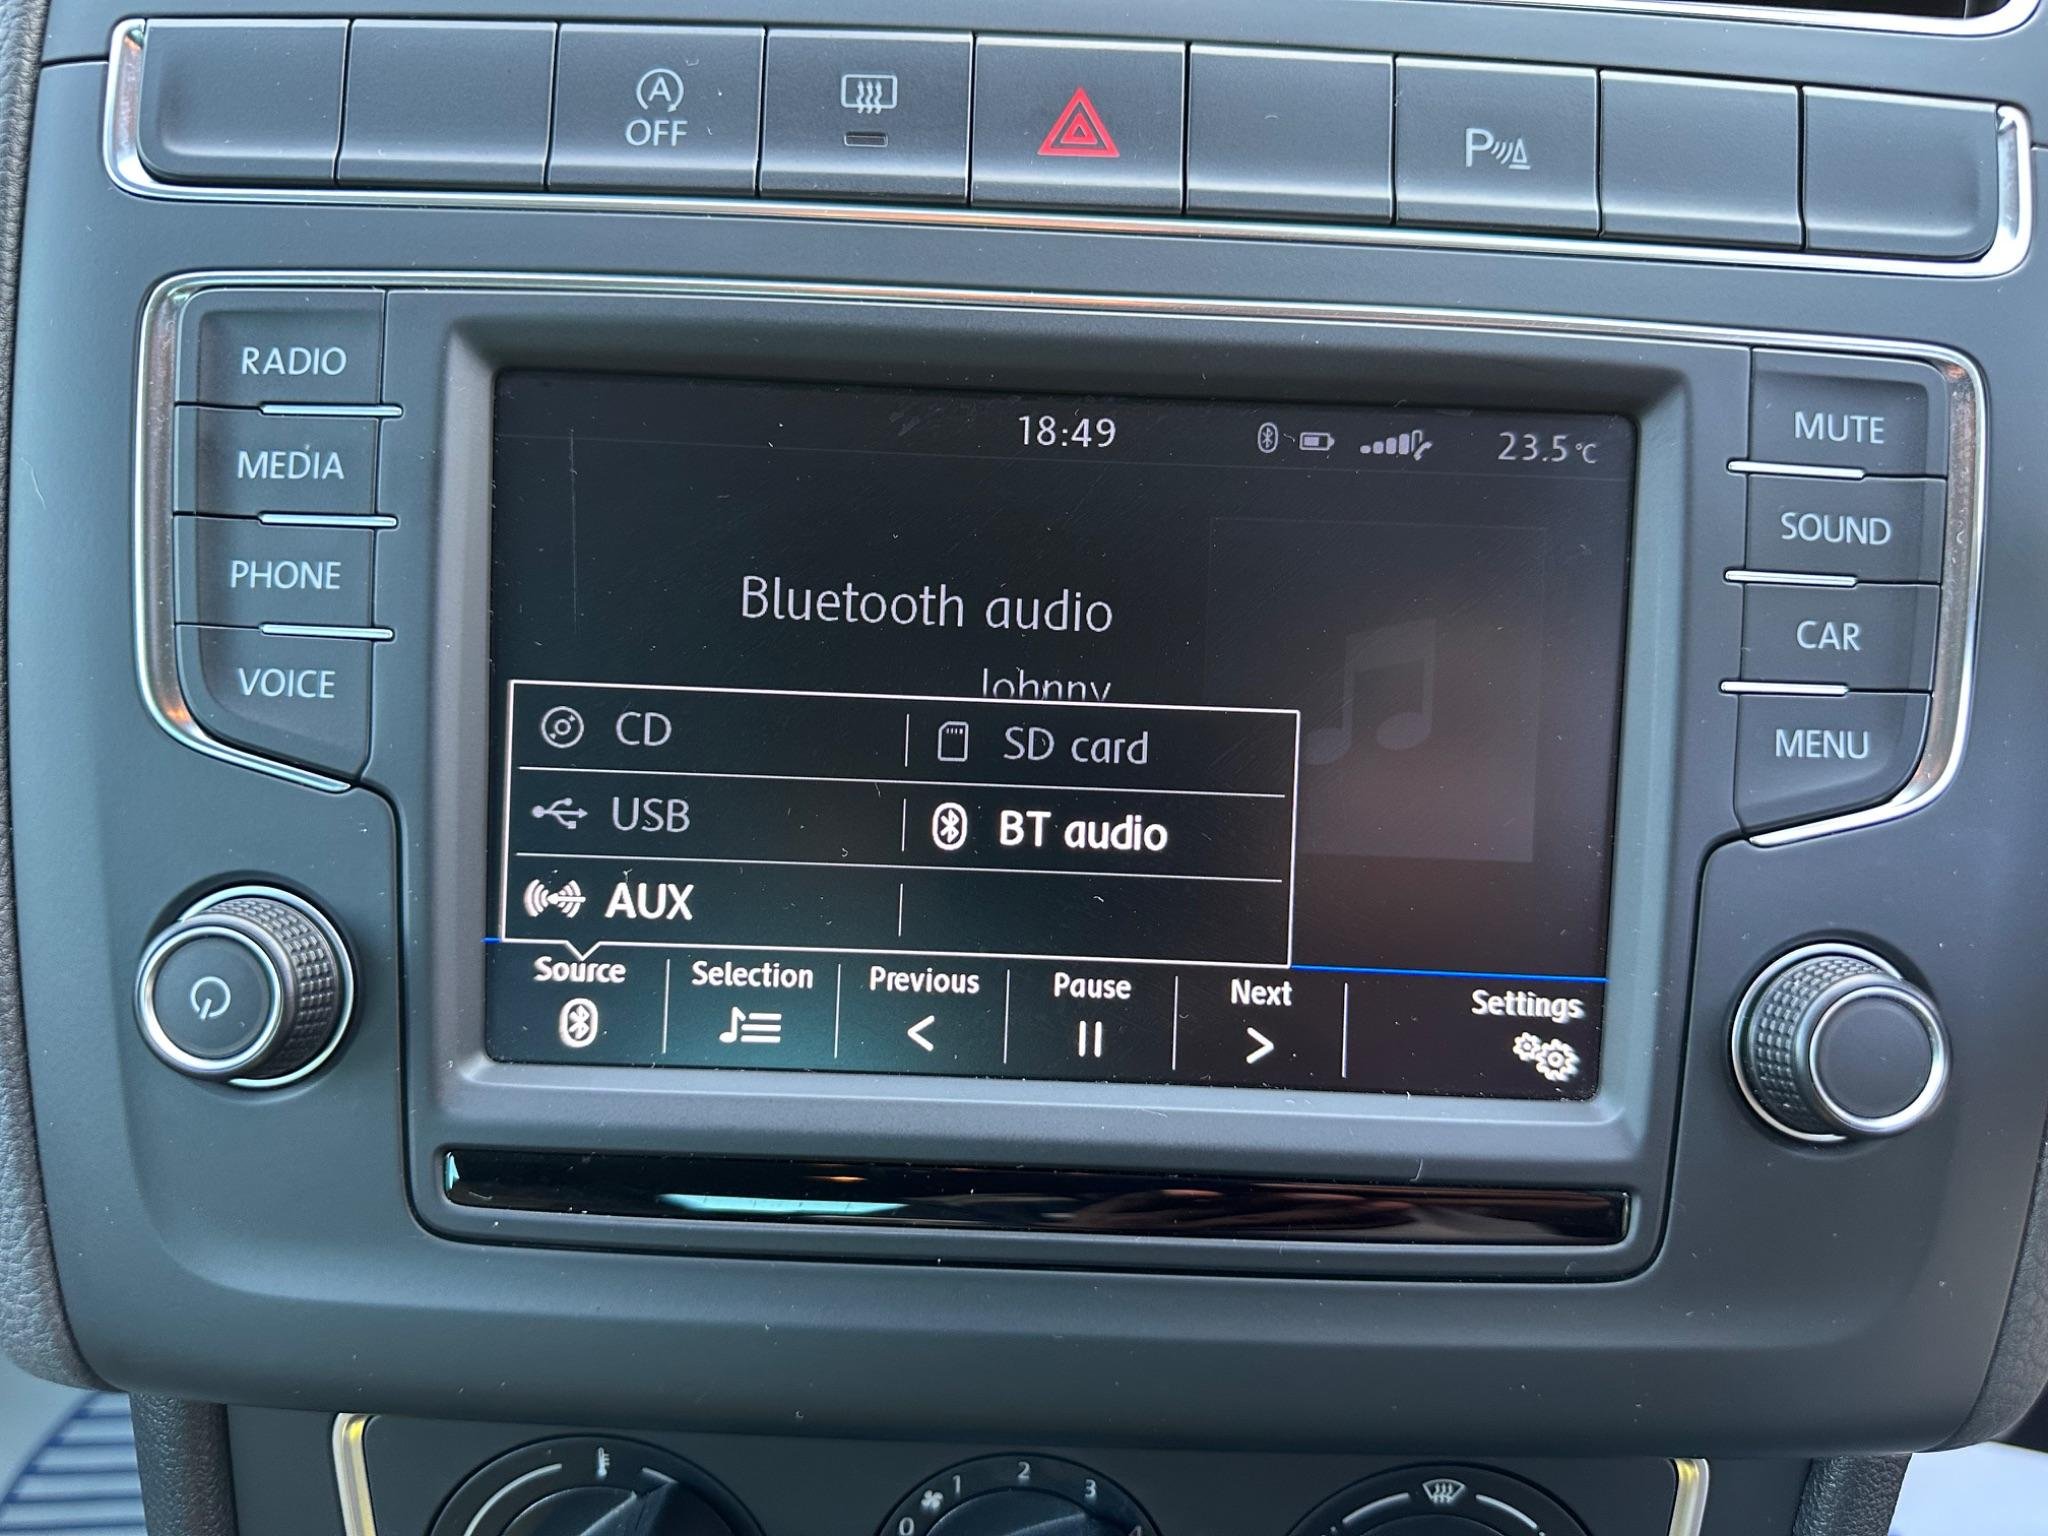 A
OFF
P
RADIO
MEDIA
PHONE
VOICE
18:49
23.5°C
Bluetooth audio
Johnny
CD
SD card
USB
BT audio
AUX
Source
Selection
Previous
Pause
Next
Settings
MUTE
SOUND
CAR
MENU
0
1
2
3
4